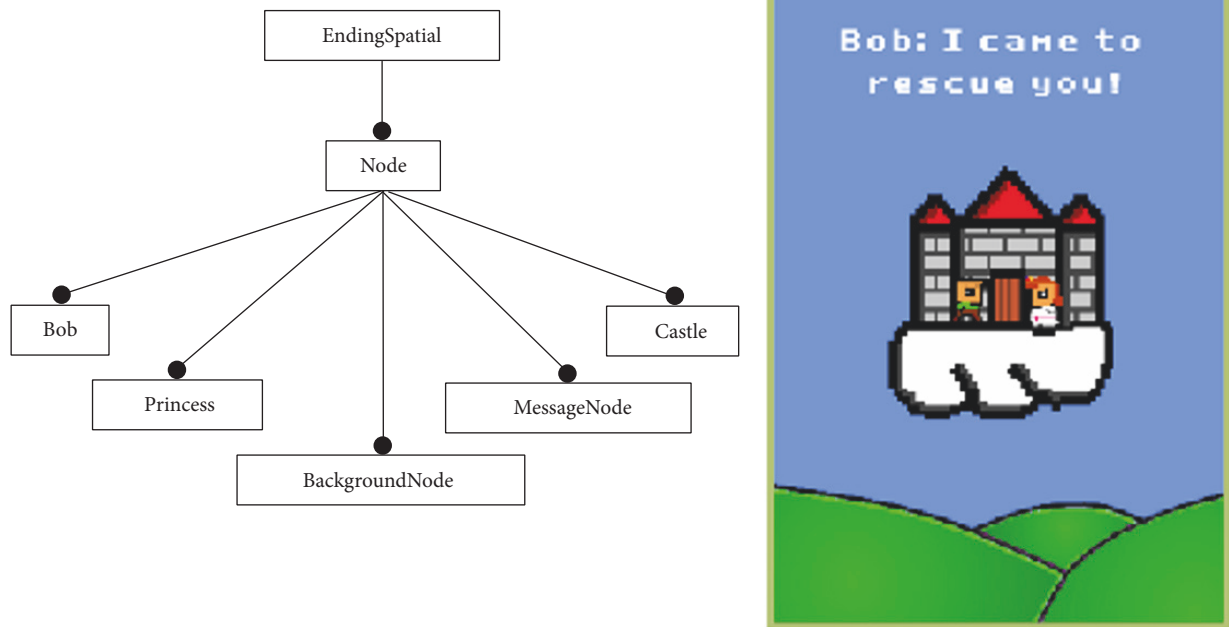 EndingSpatial
Node
Bob
Princess
BackgroundNode
MessageNode
Castle
Bob: I came to
rescue you!